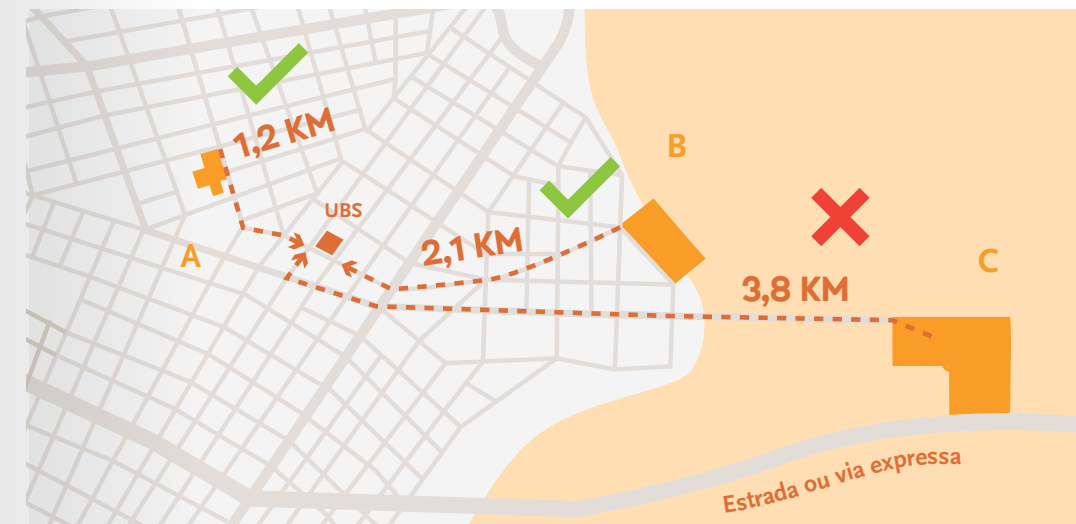 1,2 KM
B
UBS
A
2,1 KM
C
3,8 KM
Estrada ou via expressa